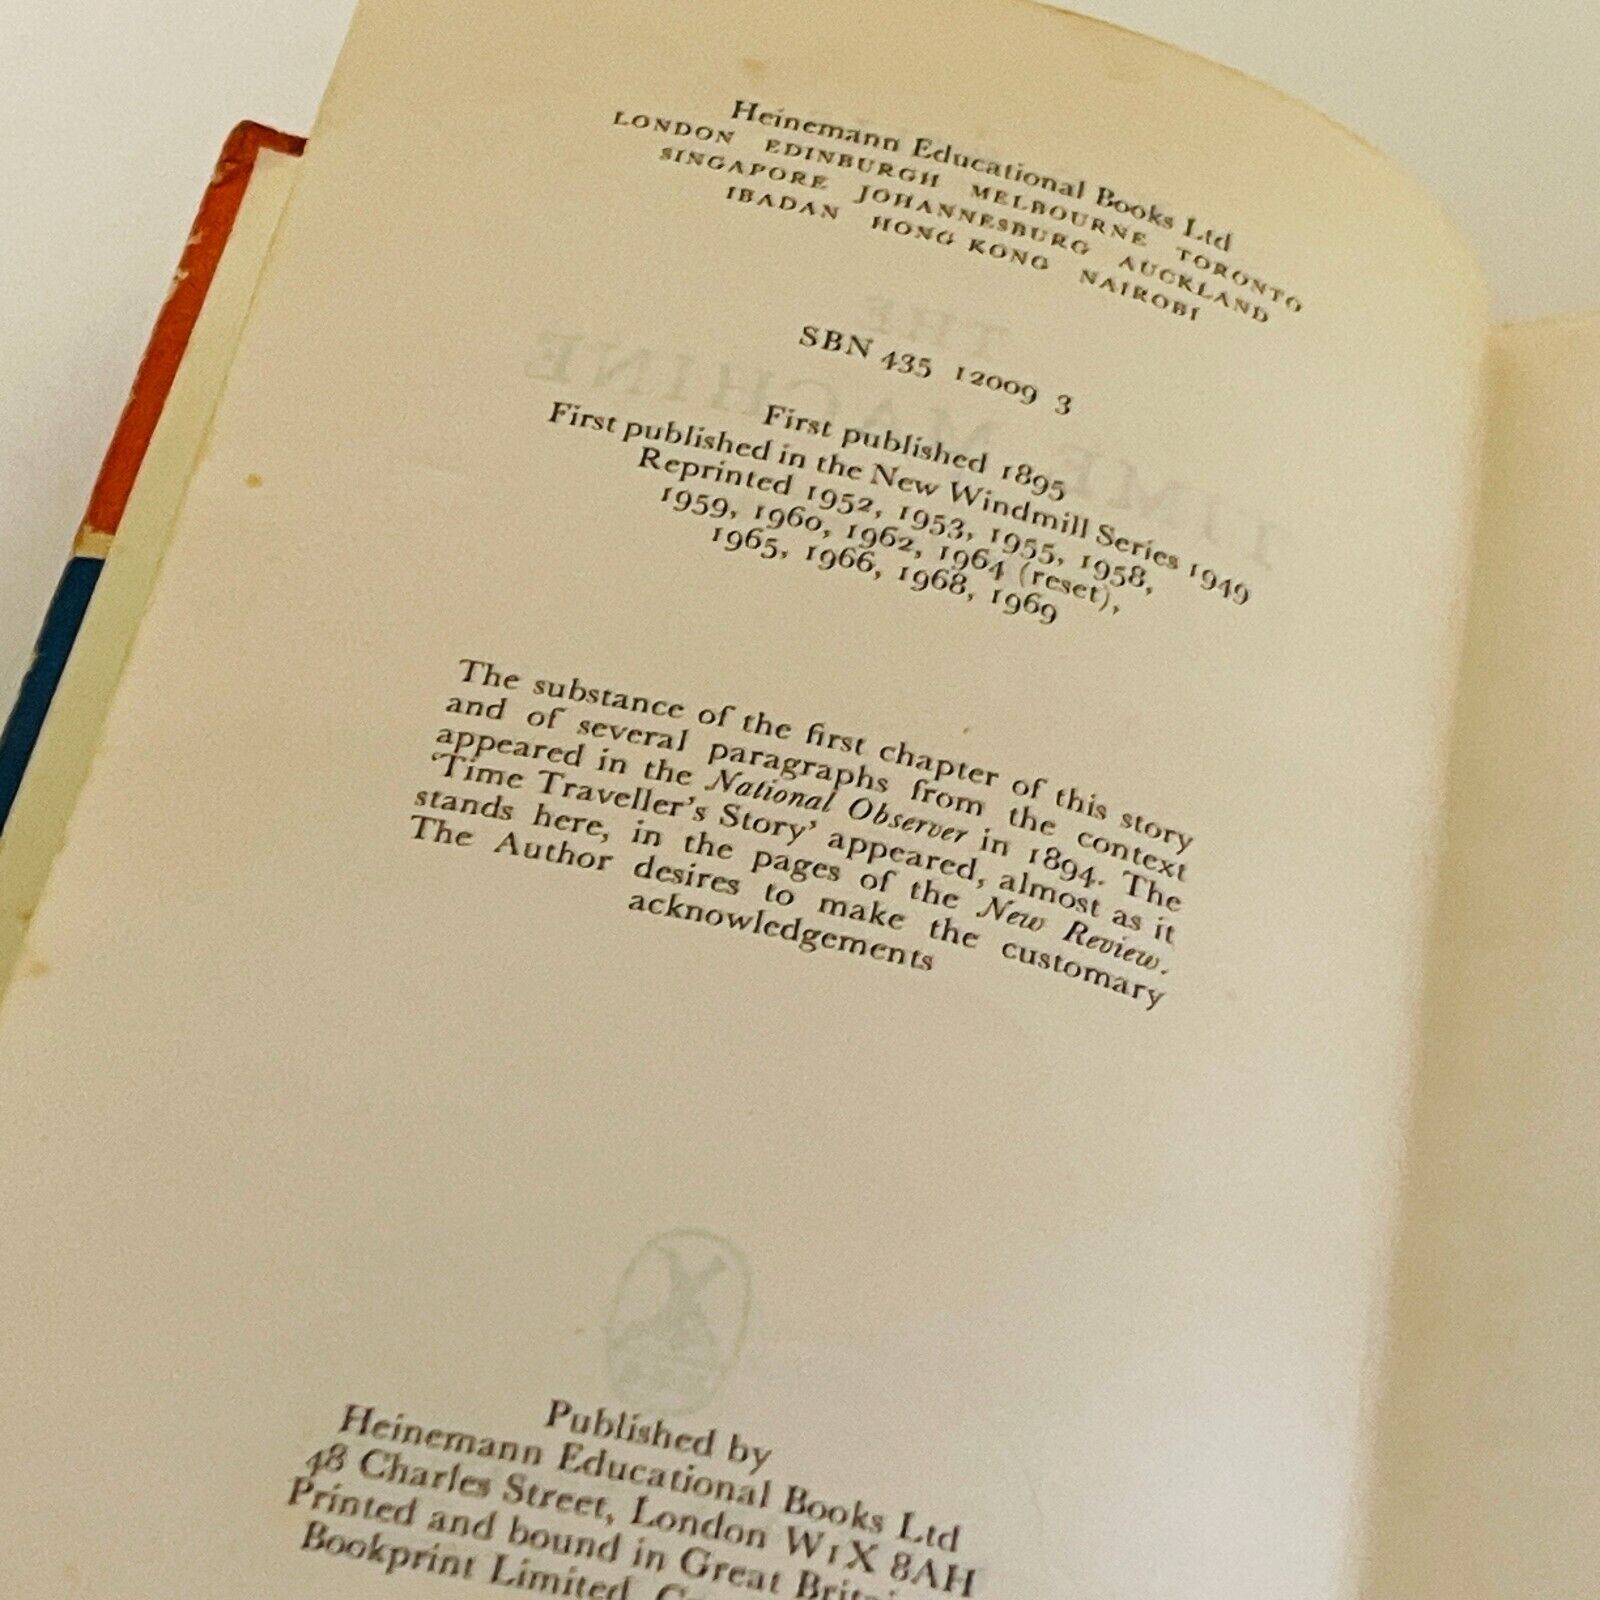 Heinemann Educational Books Ltd
LONDON EDINBURGH MELBOURNE TORONTO
SINGAPORE JOHANNESBURG AUCKLAND
IBADAN HONG KONG NAIROBI
SBN 435 12009 3
First published 1895
First published in the New Windmill Series 1949
Reprinted 1952, 1953, 1955, 1958,
1959, 1960, 1962, 1964 (reset),
1965, 1966, 1968, 1969
The substance of the first chapter of this story
and of several paragraphs from the context
appeared in the National Observer in 1894. The
‘Time Traveller's Story’ appeared, almost as it
stands here, in the pages of the New Review.
The Author desires to make the customary
acknowledgements
Published by
Heinemann Educational Books Ltd
48 Charles Street, London W1X 8AH
Printed and bound in Great
Bookprint Limited,